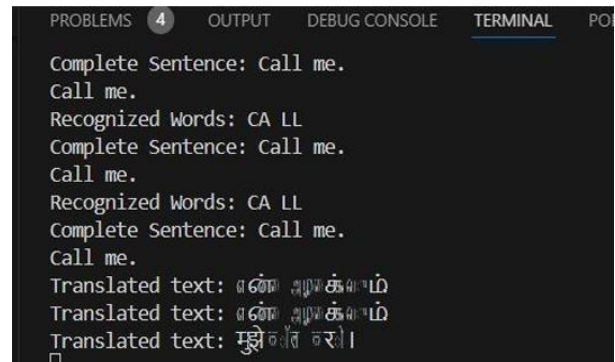 PROBLEMS 4 OUTPUT DEBUG CONSOLE TERMINAL PO
Complete Sentence: Call me.
Call me.
Recognized Words: CA LL
Complete Sentence: Call me.
Call me.
Recognized Words: CA LL
Complete Sentence: Call me.
Call me.
Translated text:
Translated text:
Translated text: मुझे